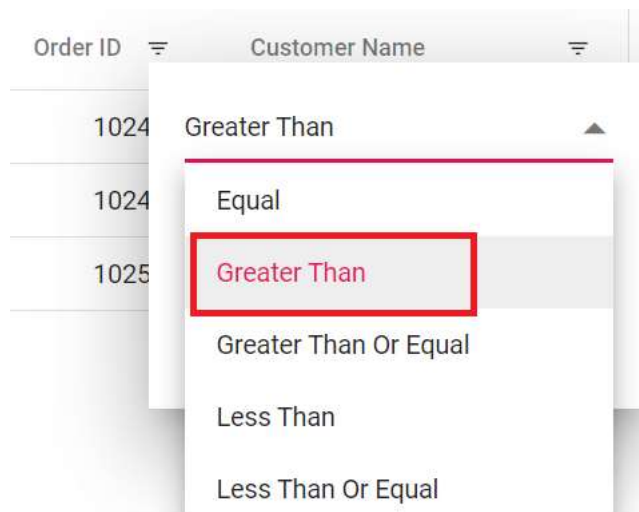 Order ID Customer Name
1024 Greater Than
1024 Equal
1025 Greater Than
Greater Than Or Equal
Less Than
Less Than Or Equal